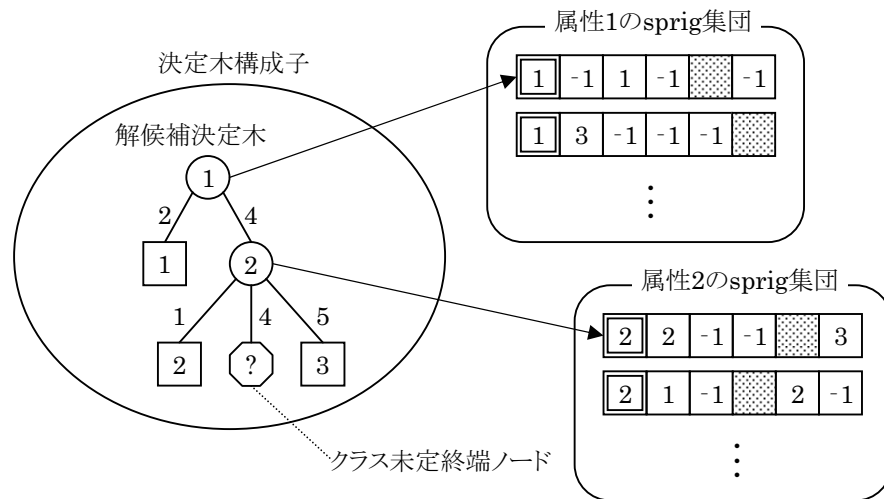 属性1のsprig集団
1 -1 1 -1 -1
1 3 -1 -1 -1
⋮
決定木構成子
解候補決定木
1
2 4
1 2
1 4 5
2 ? 3
クラス未定終端ノード
属性2のsprig集団
2 2 -1 -1 3
2 1 -1 2 -1
⋮